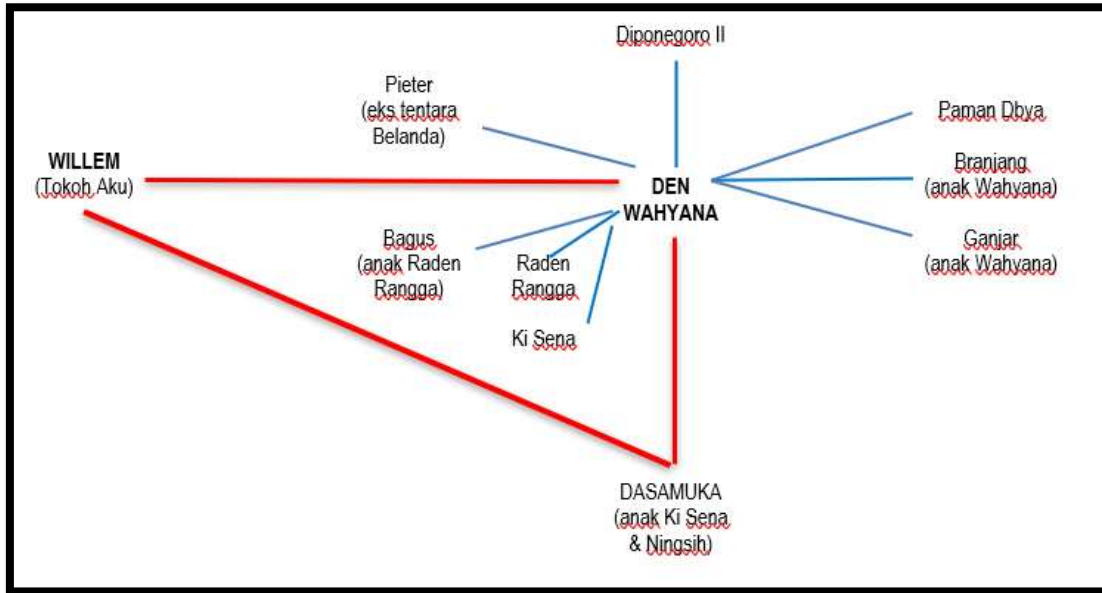 Diponegoro II
Pieter
(eks tentara
Belanda)
Paman Dbya
WILLEM
(Tokoh Aku)
DEN
WAHYANA
Branjang
(anak Wahyana)
Bagus
(anak Raden
Rangga)
Raden
Rangga
Ganjar
(anak Wahyana)
Ki Sena
DASAMUKA
(anak Ki Sena
& Ningsih)